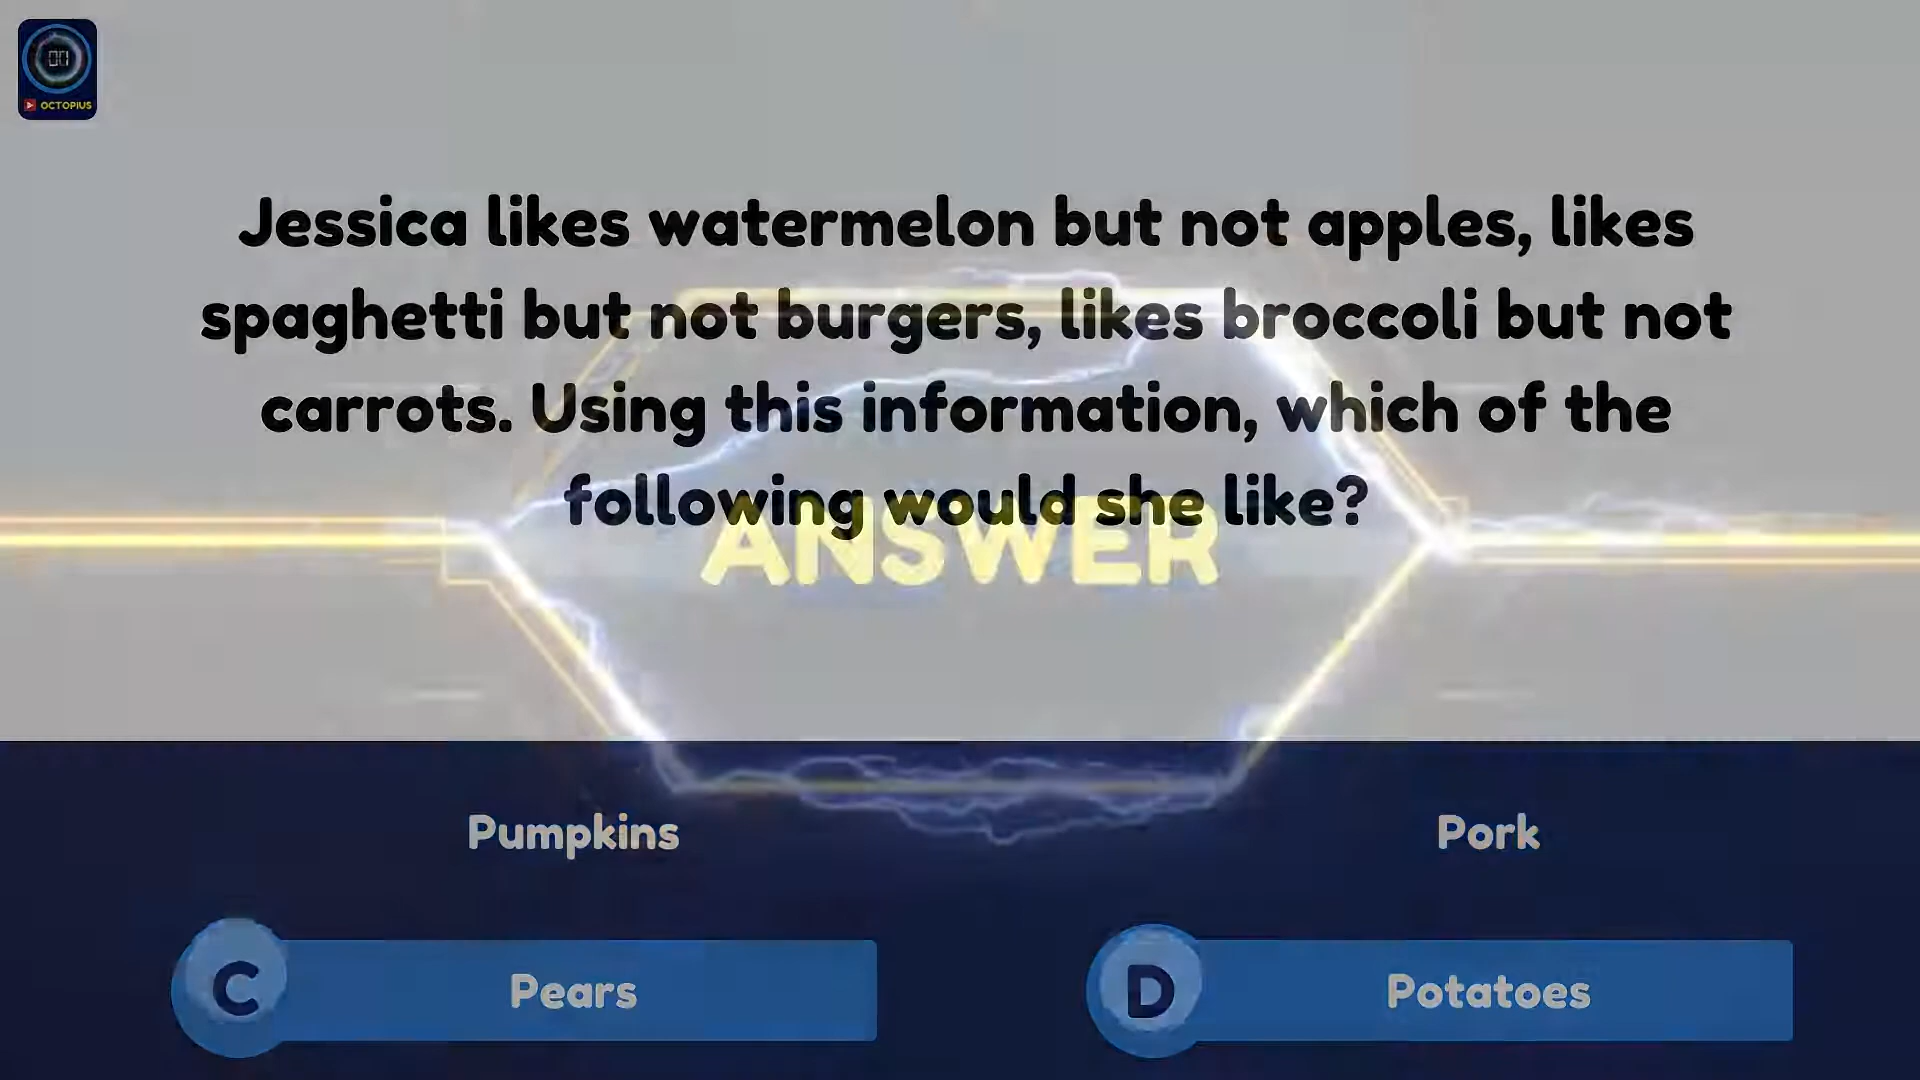 00
OCTOPIUS
Jessica likes watermelon but not apples, likes
spaghetti but not burgers, likes broccoli but not
carrots. Using this information, which of the
following would she like?
ANSWER
Pumpkins
Pork
C
Pears
D
Potatoes